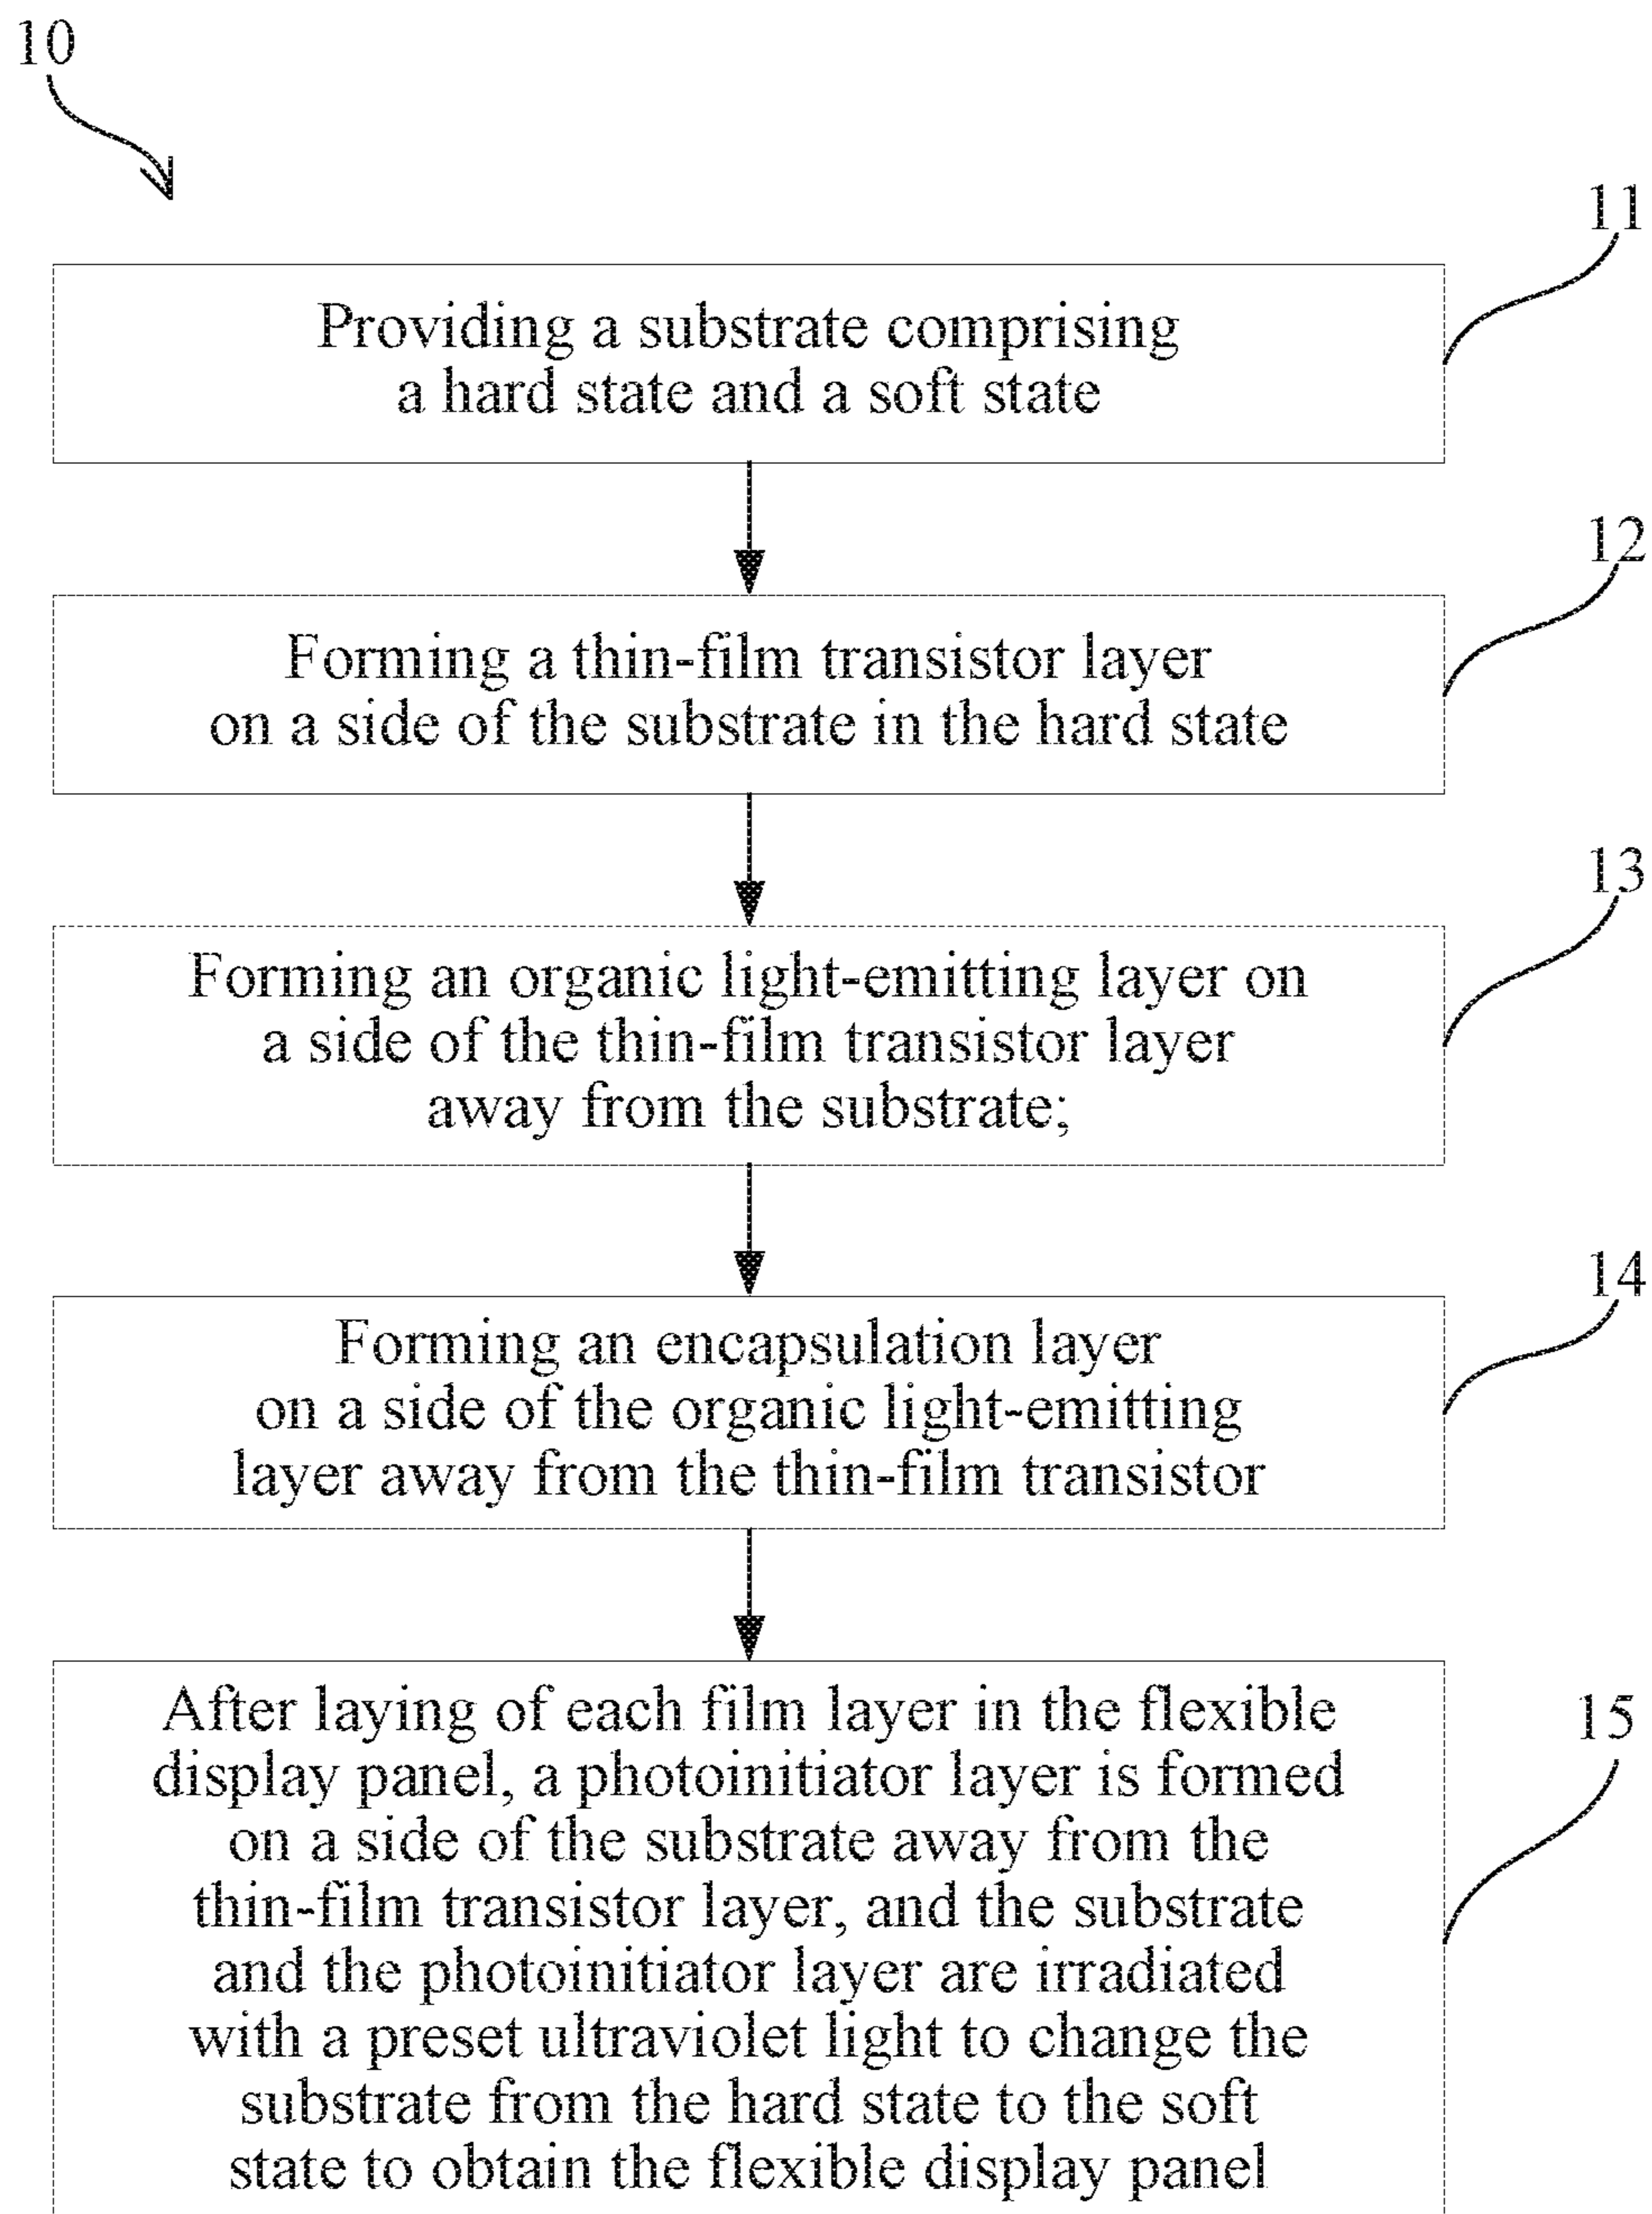 10
11
Providing a substrate comprising
a hard state and a soft state
12
Forming a thin-film transistor layer
on a side of the substrate in the hard state
13
Forming an organic light-emitting layer on
a side of the thin-film transistor layer
away from the substrate;
14
Forming an encapsulation layer
on a side of the organic light-emitting
layer away from the thin-film transistor
15
After laying of each film layer in the flexible
display panel, a photoinitiator layer is formed
on a side of the substrate away from the
thin-film transistor layer, and the substrate
and the photoinitiator layer are irradiated
with a preset ultraviolet light to change the
substrate from the hard state to the soft
state to obtain the flexible display panel